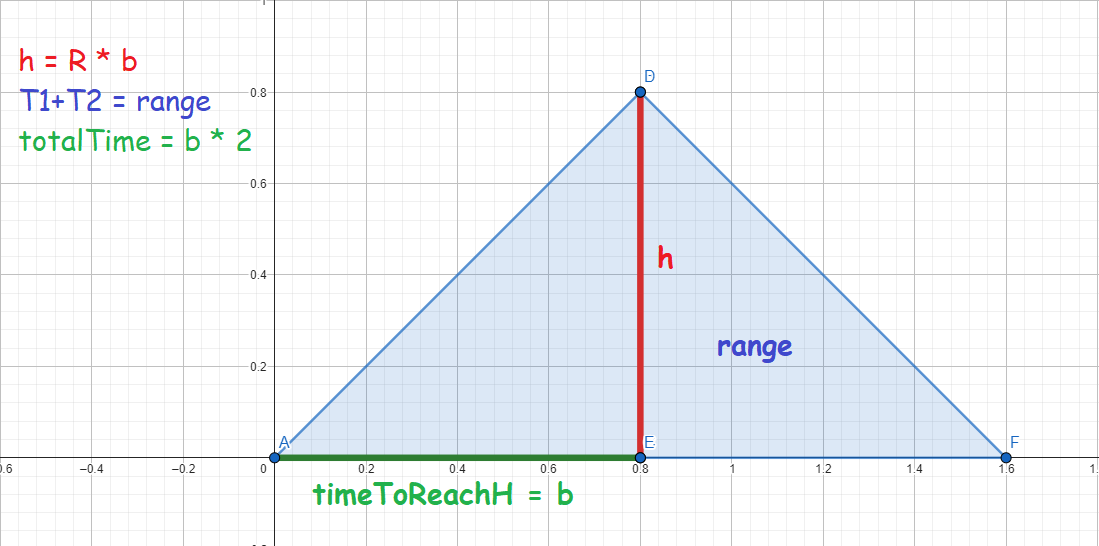 h = R * b
T1+T2 = range
totalTime = b * 2
D
0.8
0.6
h
0.4
range
0.2
A
E
F
0.6
−0.4
−0.2
0
0.2
0.4
0.6
0.8
1
1.2
1.4
1.6
timeToReachH = b